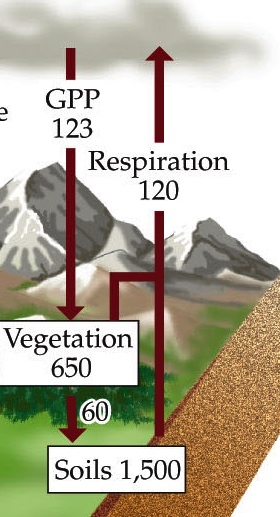 GPP
123
e
Respiration
120
Vegetation
650
60
Soils 1,500